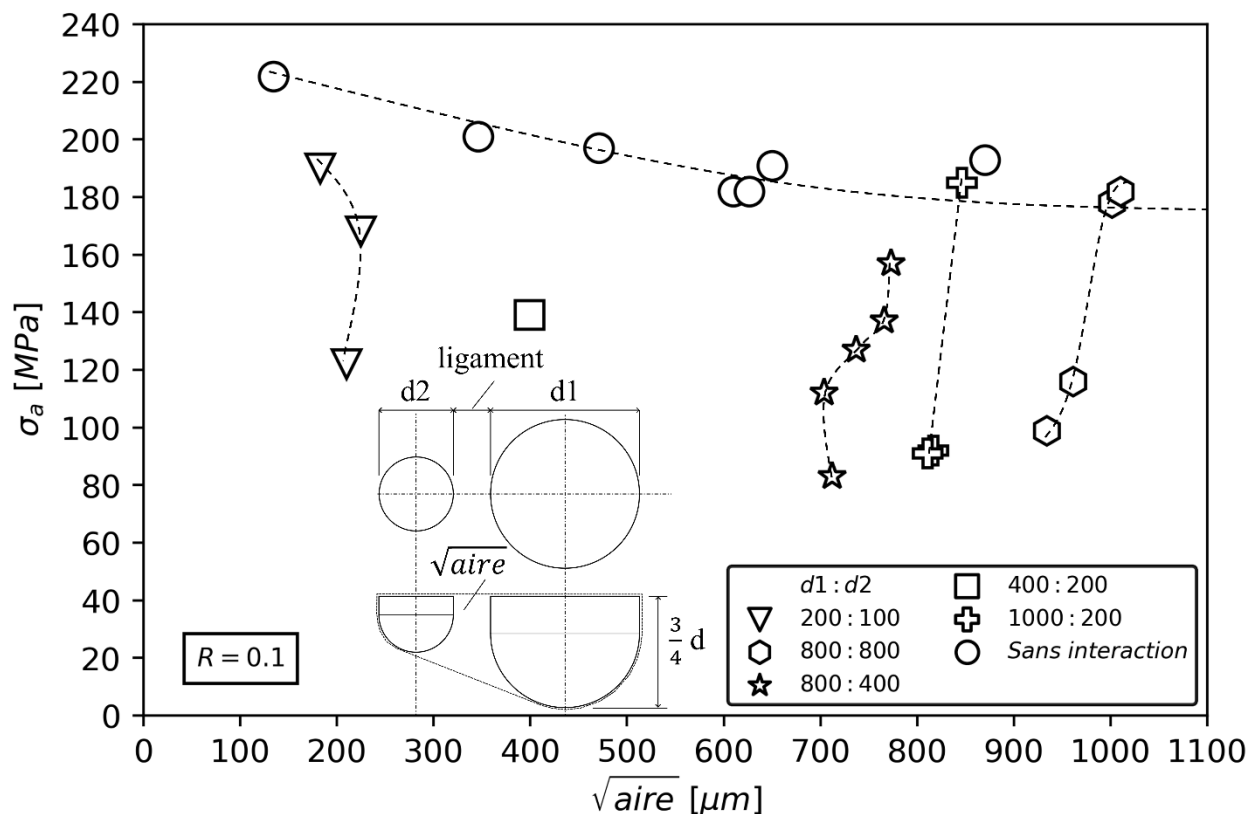 240
220
200
180
160
140
120
100
80
60
40
20
0
σₐ [MPa]
ligament
d2
d1
√aire
3/4 d
R = 0.1
d1 : d2
200 : 100
800 : 800
800 : 400
400 : 200
1000 : 200
Sans interaction
0 100 200 300 400 500 600 700 800 900 1000 1100
√aire [μm]